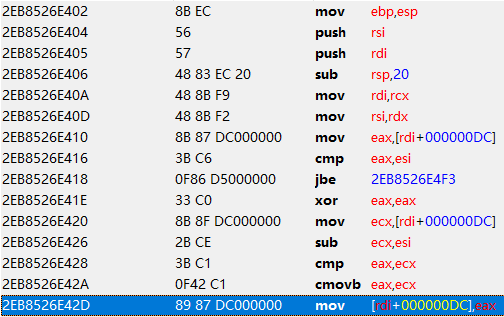 2EB8526E402 8B EC mov ebp,esp
2EB8526E404 56 push rsi
2EB8526E405 57 push rdi
2EB8526E406 48 83 EC 20 sub rsp,20
2EB8526E40A 48 8B F9 mov rdi,rcx
2EB8526E40D 48 8B F2 mov rsi,rdx
2EB8526E410 8B 87 DC000000 mov eax,[rdi+000000DC]
2EB8526E416 3B C6 cmp eax,esi
2EB8526E418 0F86 D5000000 jbe 2EB8526E4F3
2EB8526E41E 33 C0 xor eax,eax
2EB8526E420 8B 8F DC000000 mov ecx,[rdi+000000DC]
2EB8526E426 2B CE sub ecx,esi
2EB8526E428 3B C1 cmp eax,ecx
2EB8526E42A 0F42 C1 cmovb eax,ecx
2EB8526E42D 89 87 DC000000 mov [rdi+000000DC],eax